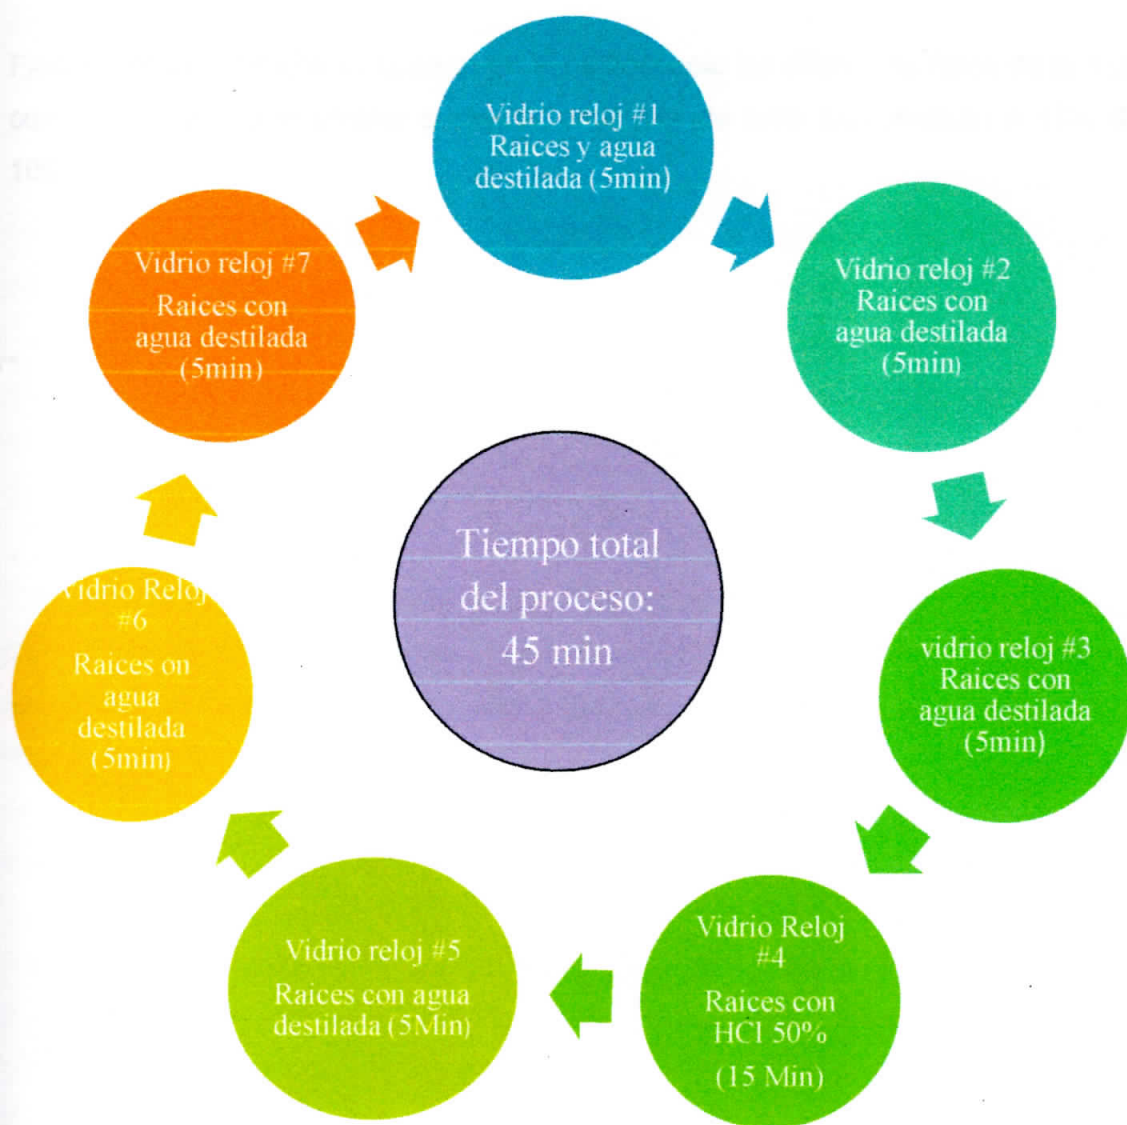 Vidrio reloj #1
Raices y agua
destilada (5min)
Vidrio reloj #2
Raices con
agua destilada
(5min)
vidrio reloj #3
Raices con
agua destilada
(5min)
Vidrio Reloj
#4
Raices con
HCl 50%
(15 Min)
Vidrio reloj #5
Raices con agua
destilada (5Min)
Vidrio Reloj
#6
Raices on
agua
destilada
(5min)
Vidrio reloj #7
Raices con
agua destilada
(5min)
Tiempo total
del proceso:
45 min